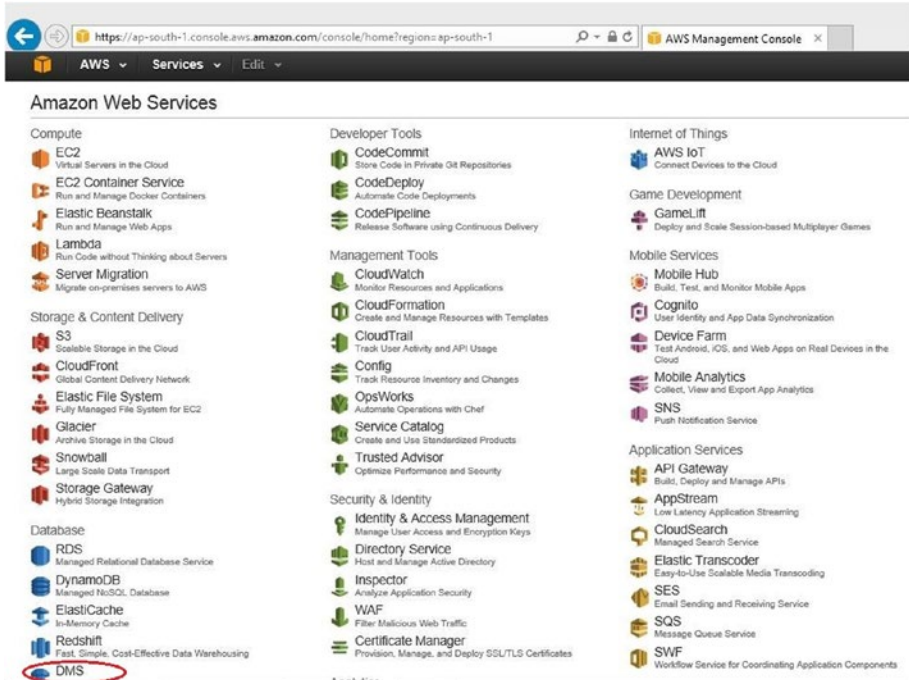 https://ap-south-1.console.aws.amazon.com/console/home?region=ap-south-1
AWS Management Console
AWS Services Edit
Amazon Web Services
Compute
EC2
Virtual Servers in the Cloud
EC2 Container Service
Run and Manage Docker Containers
Elastic Beanstalk
Run and Manage Web Apps
Lambda
Run Code without Thinking about Servers
Server Migration
Migrate on-premises servers to AWS
Storage & Content Delivery
S3
Scalable Storage in the Cloud
CloudFront
Global Content Delivery Network
Elastic File System
Fully Managed File System for EC2
Glacier
Archive Storage in the Cloud
Snowball
Large Scale Data Transport
Storage Gateway
Hybrid Storage Integration
Database
RDS
Managed Relational Database Service
DynamoDB
Managed NoSQL Database
ElastiCache
In-Memory Cache
Redshift
Fast, Simple, Cost-Effective Data Warehousing
DMS
Developer Tools
CodeCommit
Store Code in Private Git Repositories
CodeDeploy
Automate Code Deployments
CodePipeline
Release Software using Continuous Delivery
Management Tools
CloudWatch
Monitor Resources and Applications
CloudFormation
Create and Manage Resources with Templates
CloudTrail
Track User Activity and API Usage
Config
Track Resource Inventory and Changes
OpsWorks
Automate Operations with Chef
Service Catalog
Create and Use Standardized Products
Trusted Advisor
Optimize Performance and Security
Security & Identity
Identity & Access Management
Manage User Access and Encryption Keys
Directory Service
Host and Manage Active Directory
Inspector
Analyze Application Security
WAF
Filter Malicious Web Traffic
Certificate Manager
Provision, Manage, and Deploy SSL/TLS Certificates
Internet of Things
AWS IoT
Connect Devices to the Cloud
Game Development
GameLift
Deploy and Scale Session-based Multiplayer Games
Mobile Services
Mobile Hub
Build, Test, and Monitor Mobile Apps
Cognito
User Identity and App Data Synchronization
Device Farm
Test Android, iOS, and Web Apps on Real Devices in the
Cloud
Mobile Analytics
Collect, View and Export App Analytics
SNS
Push Notification Service
Application Services
API Gateway
Build, Deploy and Manage APIs
AppStream
Low Latency Application Streaming
CloudSearch
Managed Search Service
Elastic Transcoder
Easy-to-Use Scalable Media Transcoding
SES
Email Sending and Receiving Service
SQS
Message Queue Service
SWF
Workflow Service for Coordinating Application Components